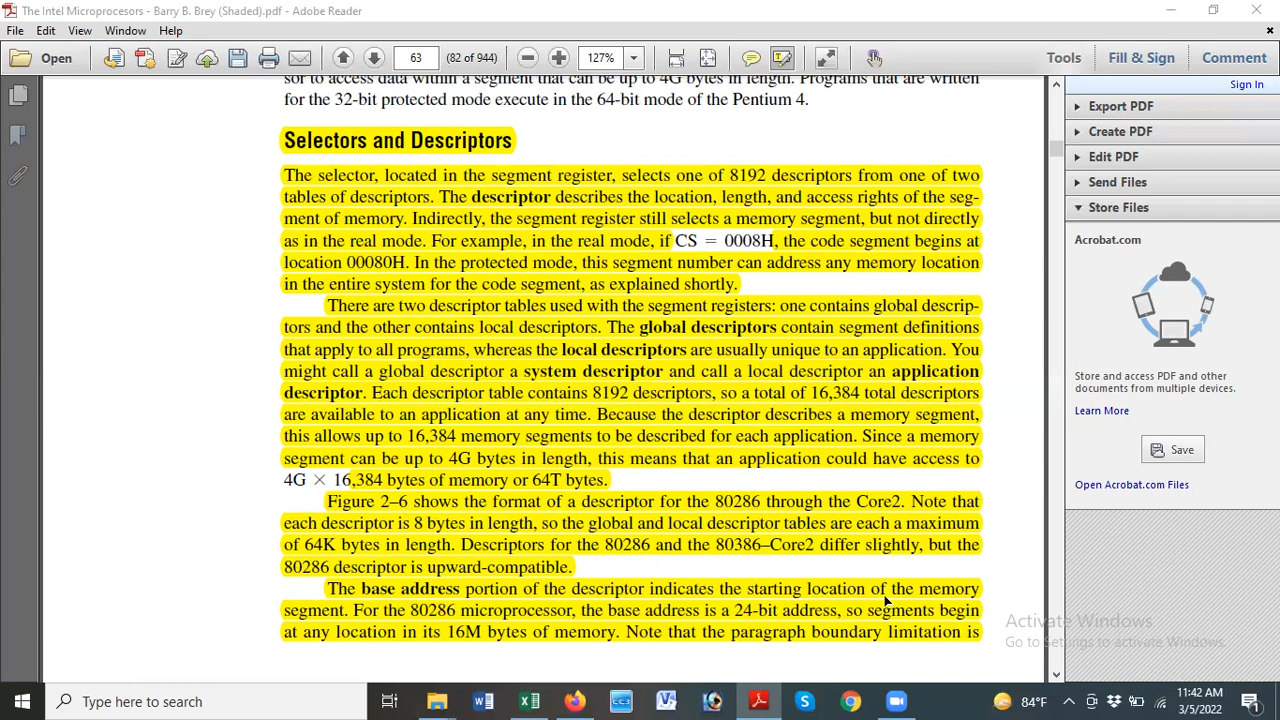 The Intel Microprocesors - Barry B. Brey (Shaded).pdf - Adobe Reader
File Edit View Window Help
Open 63 (82 of 944) 127% Tools Fill & Sign Comment
sor to access data within a segment that can be up to 4G bytes in length. Programs that are written
for the 32-bit protected mode execute in the 64-bit mode of the Pentium 4.
Selectors and Descriptors
The selector, located in the segment register, selects one of 8192 descriptors from one of two
tables of descriptors. The descriptor describes the location, length, and access rights of the seg-
ment of memory. Indirectly, the segment register still selects a memory segment, but not directly
as in the real mode. For example, in the real mode, if CS = 0008H, the code segment begins at
location 00080H. In the protected mode, this segment number can address any memory location
in the entire system for the code segment, as explained shortly.
There are two descriptor tables used with the segment registers: one contains global descrip-
tors and the other contains local descriptors. The global descriptors contain segment definitions
that apply to all programs, whereas the local descriptors are usually unique to an application. You
might call a global descriptor a system descriptor and call a local descriptor an application
descriptor. Each descriptor table contains 8192 descriptors, so a total of 16,384 total descriptors
are available to an application at any time. Because the descriptor describes a memory segment,
this allows up to 16,384 memory segments to be described for each application. Since a memory
segment can be up to 4G bytes in length, this means that an application could have access to
4G × 16,384 bytes of memory or 64T bytes.
Figure 2–6 shows the format of a descriptor for the 80286 through the Core2. Note that
each descriptor is 8 bytes in length, so the global and local descriptor tables are each a maximum
of 64K bytes in length. Descriptors for the 80286 and the 80386–Core2 differ slightly, but the
80286 descriptor is upward-compatible.
The base address portion of the descriptor indicates the starting location of the memory
segment. For the 80286 microprocessor, the base address is a 24-bit address, so segments begin
at any location in its 16M bytes of memory. Note that the paragraph boundary limitation is
Sign In
Export PDF
Create PDF
Edit PDF
Send Files
Store Files
Acrobat.com
Store and access PDF and other
documents from multiple devices.
Learn More
Save
Open Acrobat.com Files
Activate Windows
Go to Settings to activate Windows.
Type here to search
CC3
84°F
11:42 AM
3/5/2022
1